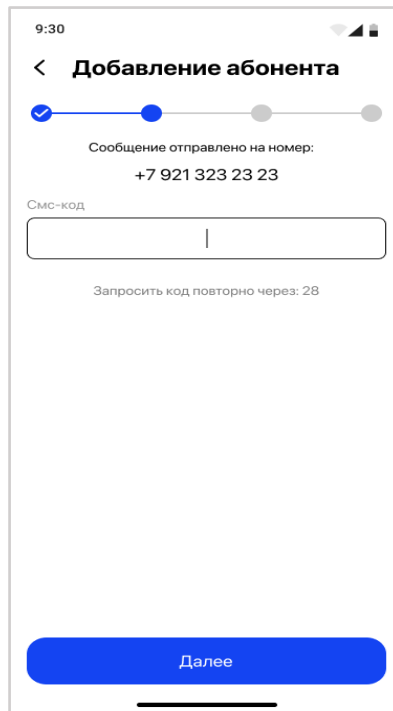 9:30
Добавление абонента
Сообщение отправлено на номер:
+7 921 323 23 23
Смс-код
Запросить код повторно через: 28
Далее